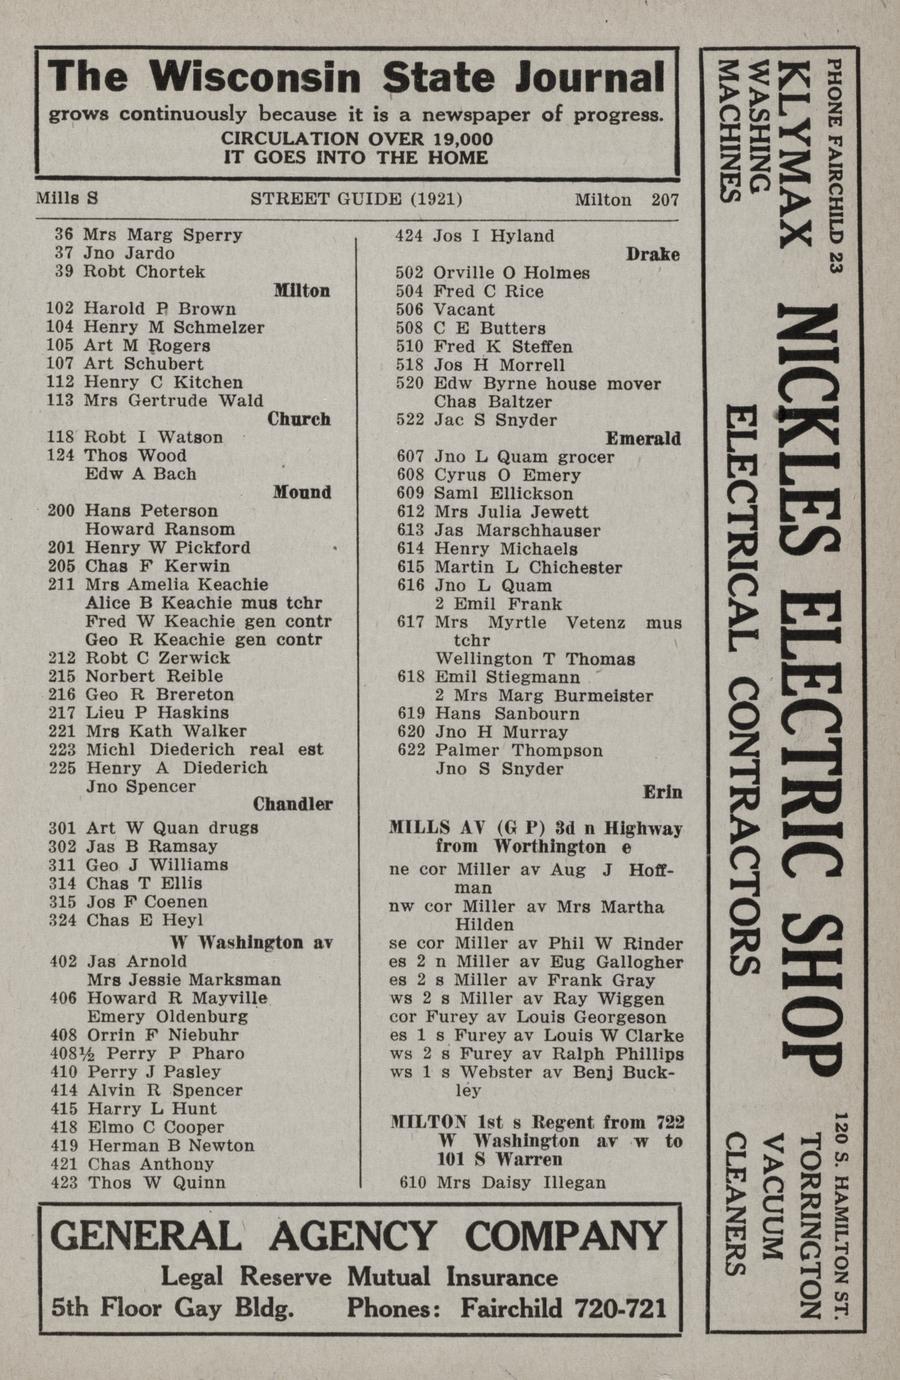 The Wisconsin State Journal
grows continuously because it is a newspaper of progress.
CIRCULATION OVER 19,000
IT GOES INTO THE HOME
Mills S STREET GUIDE (1921) Milton 207
36 Mrs Marg Sperry
37 Jno Jardo
39 Robt Chortek
Milton
102 Harold P Brown
104 Henry M Schmelzer
105 Art M Rogers
107 Art Schubert
112 Henry C Kitchen
113 Mrs Gertrude Wald
Church
118 Robt I Watson
124 Thos Wood
Edw A Bach
Mound
200 Hans Peterson
Howard Ransom
201 Henry W Pickford
205 Chas F Kerwin
211 Mrs Amelia Keachie
Alice B Keachie mus tchr
Fred W Keachie gen contr
Geo R Keachie gen contr
212 Robt C Zerwick
215 Norbert Reible
216 Geo R Brereton
217 Lieu P Haskins
221 Mrs Kath Walker
223 Michl Diederich real est
225 Henry A Diederich
Jno Spencer
Chandler
301 Art W Quan drugs
302 Jas B Ramsay
311 Geo J Williams
314 Chas T Ellis
315 Jos F Coenen
324 Chas E Heyl
W Washington av
402 Jas Arnold
Mrs Jessie Marksman
406 Howard R Mayville
Emery Oldenburg
408 Orrin F Niebuhr
408½ Perry P Pharo
410 Perry J Pasley
414 Alvin R Spencer
415 Harry L Hunt
418 Elmo C Cooper
419 Herman B Newton
421 Chas Anthony
423 Thos W Quinn
424 Jos I Hyland
Drake
502 Orville O Holmes
504 Fred C Rice
506 Vacant
508 C E Butters
510 Fred K Steffen
518 Jos H Morrell
520 Edw Byrne house mover
Chas Baltzer
522 Jac S Snyder
Emerald
607 Jno L Quam grocer
608 Cyrus O Emery
609 Saml Ellickson
612 Mrs Julia Jewett
613 Jas Marschhauser
614 Henry Michaels
615 Martin L Chichester
616 Jno L Quam
2 Emil Frank
617 Mrs Myrtle Vetenz mus
tchr
Wellington T Thomas
618 Emil Stiegmann
2 Mrs Marg Burmeister
619 Hans Sanbourn
620 Jno H Murray
622 Palmer Thompson
Jno S Snyder
Erin
MILLS AV (G P) 3d n Highway
from Worthington e
ne cor Miller av Aug J Hoff-
man
nw cor Miller av Mrs Martha
Hilden
se cor Miller av Phil W Rinder
es 2 n Miller av Eug Gallogher
es 2 s Miller av Frank Gray
ws 2 s Miller av Ray Wiggen
cor Furey av Louis Georgeson
es 1 s Furey av Louis W Clarke
ws 2 s Furey av Ralph Phillips
ws 1 s Webster av Benj Buck-
ley
MILTON 1st s Regent from 722
W Washington av w to
101 S Warren
610 Mrs Daisy Illegan
GENERAL AGENCY COMPANY
Legal Reserve Mutual Insurance
5th Floor Gay Bldg. Phones: Fairchild 720-721
PHONE FAIRCHILD 23
KLYMAX
WASHING
MACHINES
NICKLES ELECTRIC SHOP
ELECTRICAL CONTRACTORS
120 S. HAMILTON ST.
TORRINGTON
VACUUM
CLEANERS